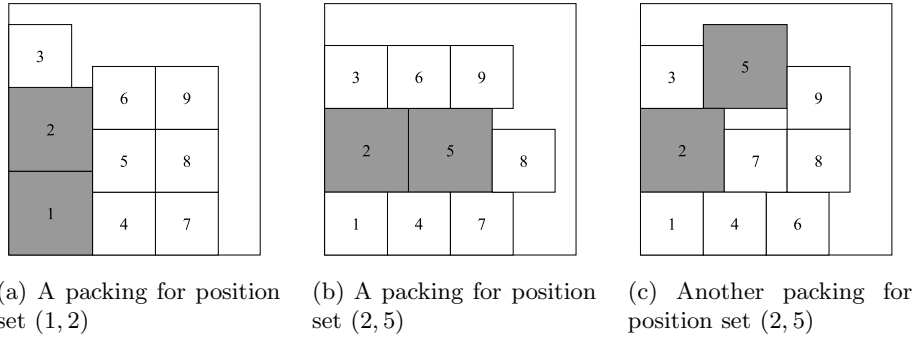 3
6 9
2
5 8
1
4 7
(a) A packing for position
set (1, 2)
3 6 9
2 5 8
1 4 7
(b) A packing for position
set (2, 5)
3 5
9
2 7 8
1 4 6
(c) Another packing for
position set (2, 5)